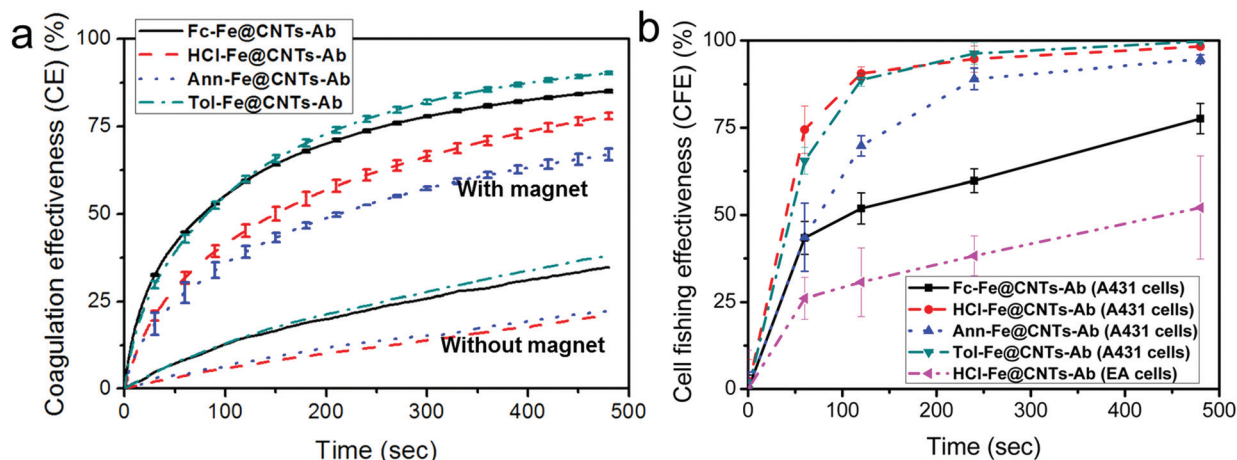 a
Coagulation effectiveness (CE) (%)
100
75
50
25
0
Fc-Fe@CNTs-Ab
HCl-Fe@CNTs-Ab
Ann-Fe@CNTs-Ab
Tol-Fe@CNTs-Ab
With magnet
Without magnet
0 100 200 300 400 500
Time (sec)
b
Cell fishing effectiveness (CFE) (%)
100
75
50
25
0
Fc-Fe@CNTs-Ab (A431 cells)
HCl-Fe@CNTs-Ab (A431 cells)
Ann-Fe@CNTs-Ab (A431 cells)
Tol-Fe@CNTs-Ab (A431 cells)
HCl-Fe@CNTs-Ab (EA cells)
0 100 200 300 400 500
Time (sec)